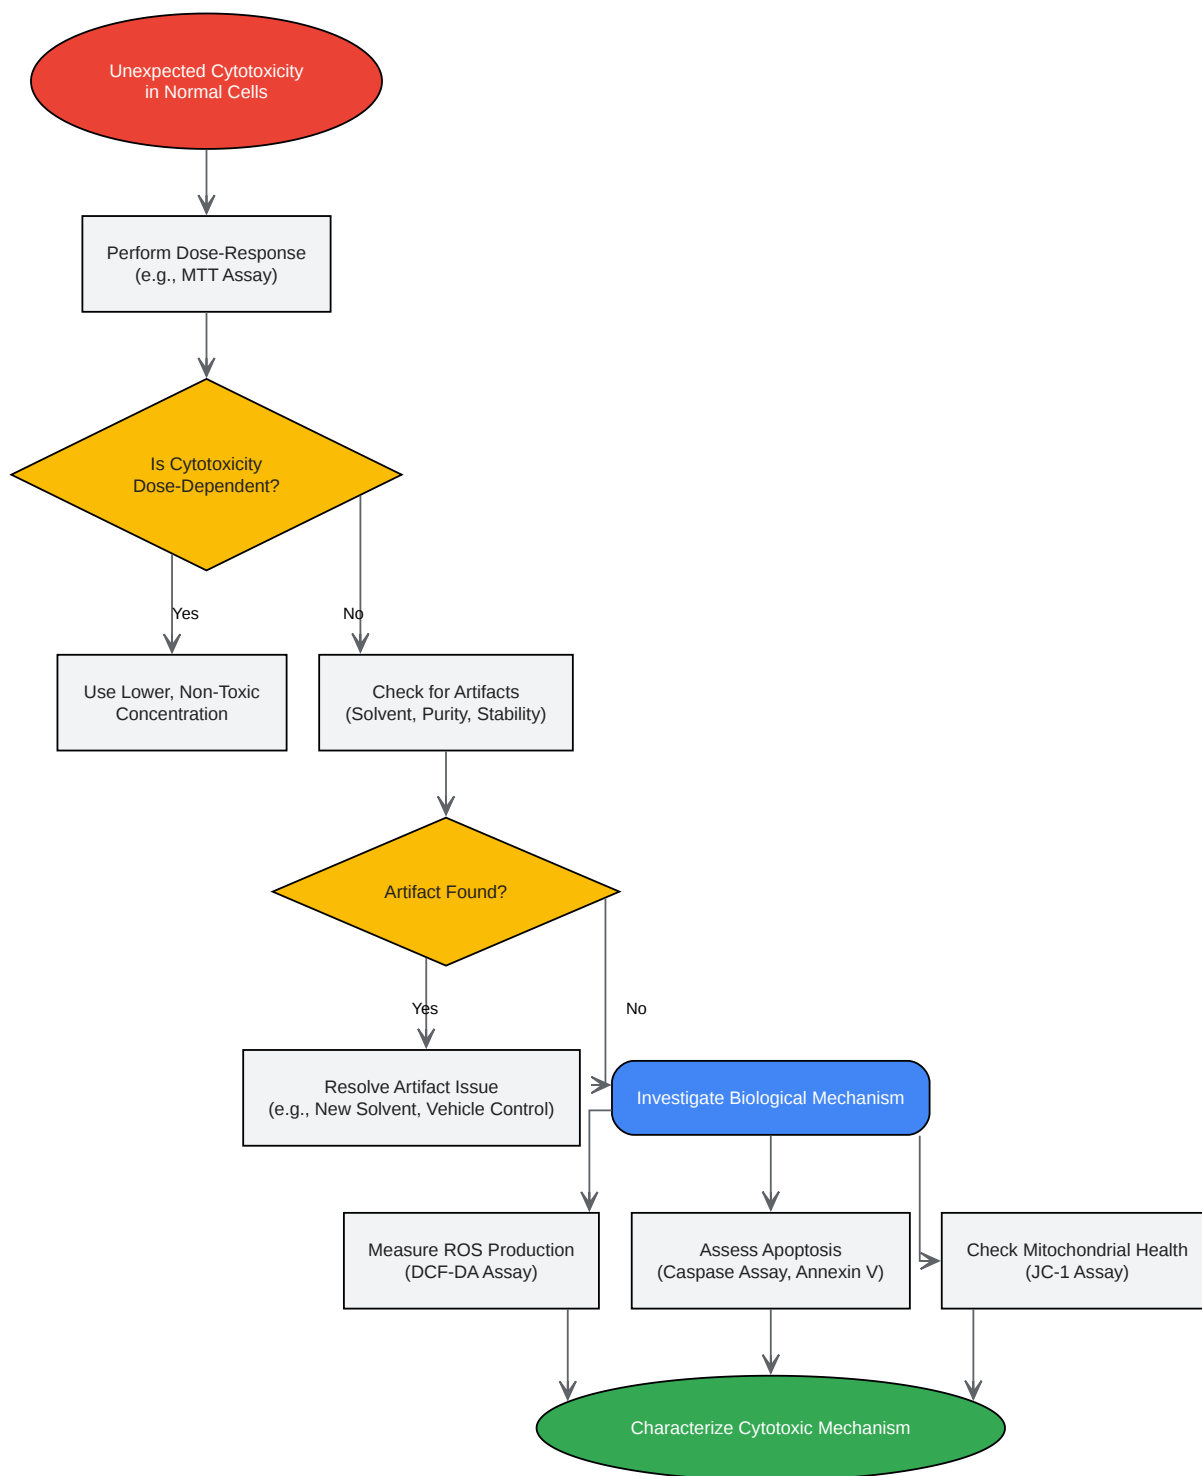 Unexpected Cytotoxicity
in Normal Cells
Perform Dose-Response
(e.g., MTT Assay)
Is Cytotoxicity
Dose-Dependent?
Yes
No
Use Lower, Non-Toxic
Concentration
Check for Artifacts
(Solvent, Purity, Stability)
Artifact Found?
Yes
No
Resolve Artifact Issue
(e.g., New Solvent, Vehicle Control)
Investigate Biological Mechanism
Measure ROS Production
(DCF-DA Assay)
Assess Apoptosis
(Caspase Assay, Annexin V)
Check Mitochondrial Health
(JC-1 Assay)
Characterize Cytotoxic Mechanism